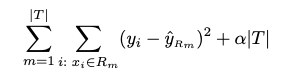 $$\sum_{m=1}^{|T|} \sum_{i:\ x_i \in R_m} (y_i - \hat{y}_{R_m})^2 + \alpha|T|$$